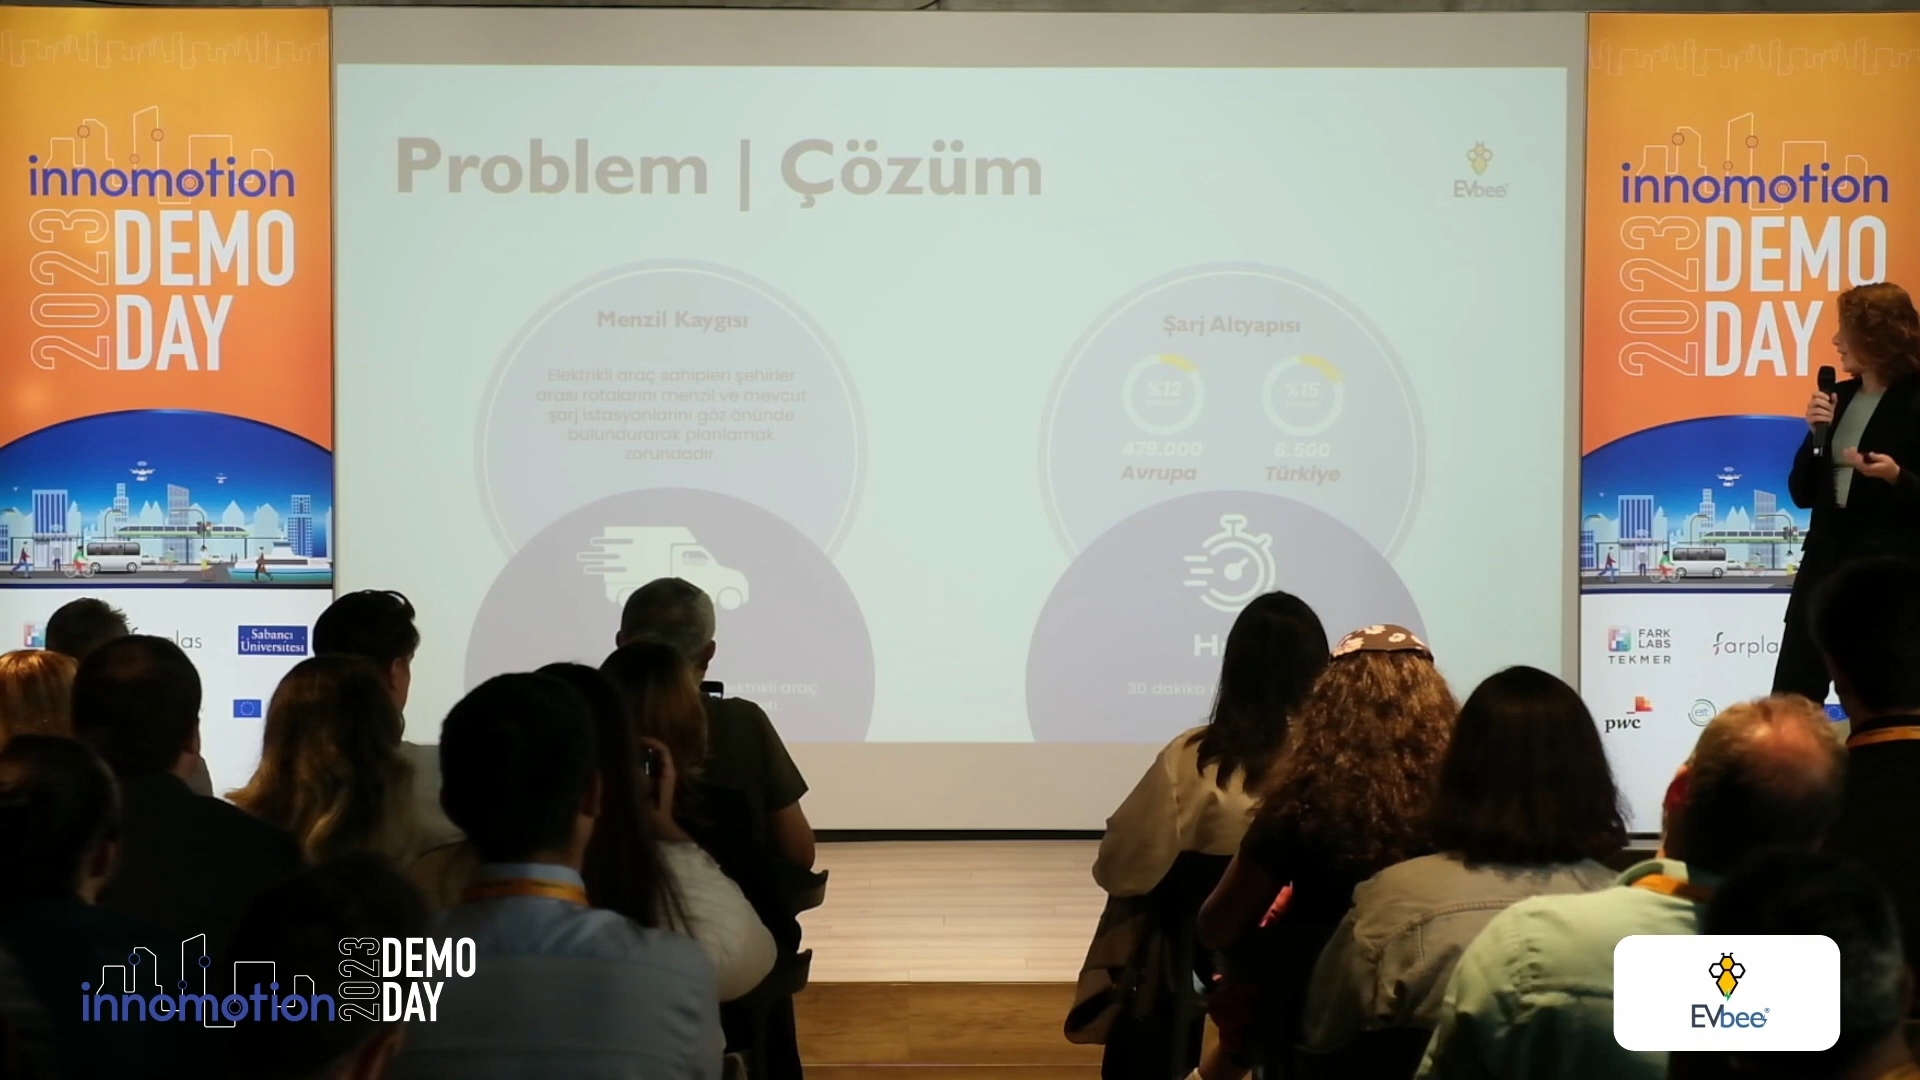 innomotion
2023
DEMO
DAY
Sabancı
Üniversitesi
Problem | Çözüm
EVbee
Menzil Kaygısı
Elektrikli araç sahipleri şehirler
arası rotalarını menzil ve mevcut
şarj istasyonlarını göz önünde
bulundurarak planlamak
zorundadır.
Şarj Altyapısı
%12
%15
479.000
6.500
Avrupa
Türkiye
30 dakika
innomotion
2023
DEMO
DAY
FARK
LABS
TEKMER
farpla
pwc
eit
innomotion
2023
DEMO
DAY
EVbee®